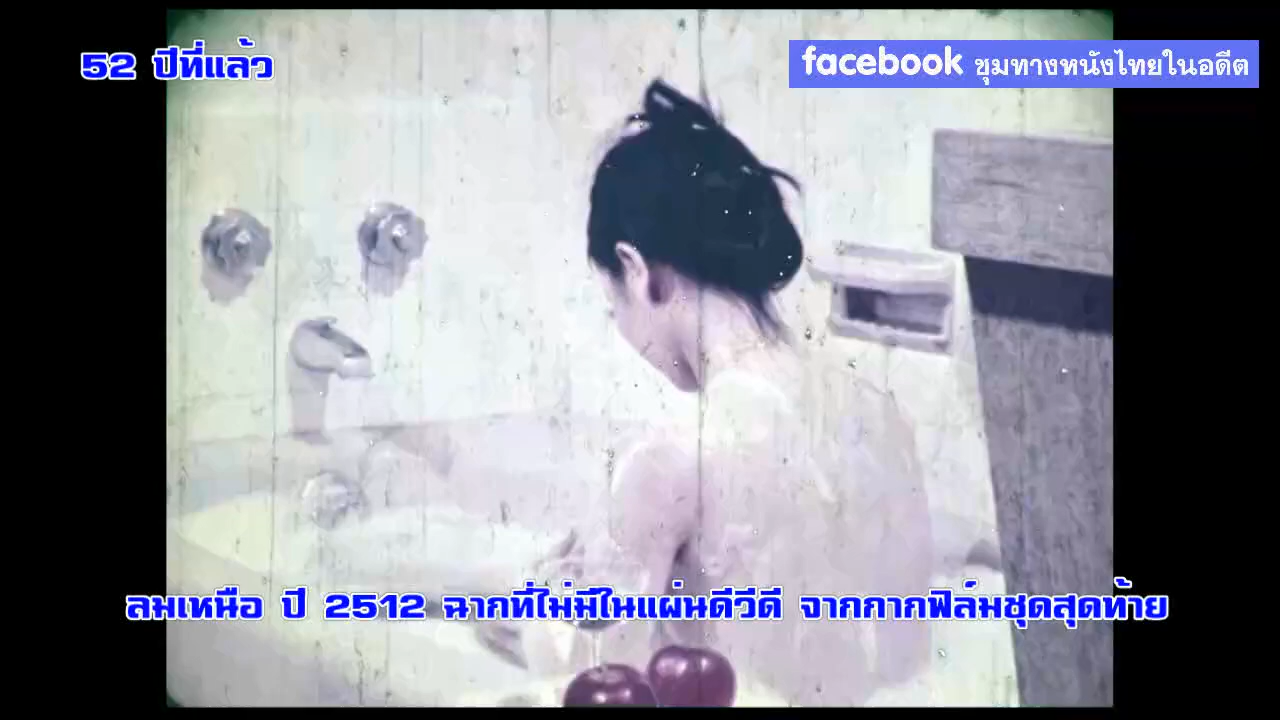 52 ปีที่แล้ว
facebook ขุมทางหนังไทยในอดีต
ลมเหนือ ปี 2512 ฉากที่ไม่มีในแผ่นดีวีดี จากกากฟิล์มชุดสุดท้าย